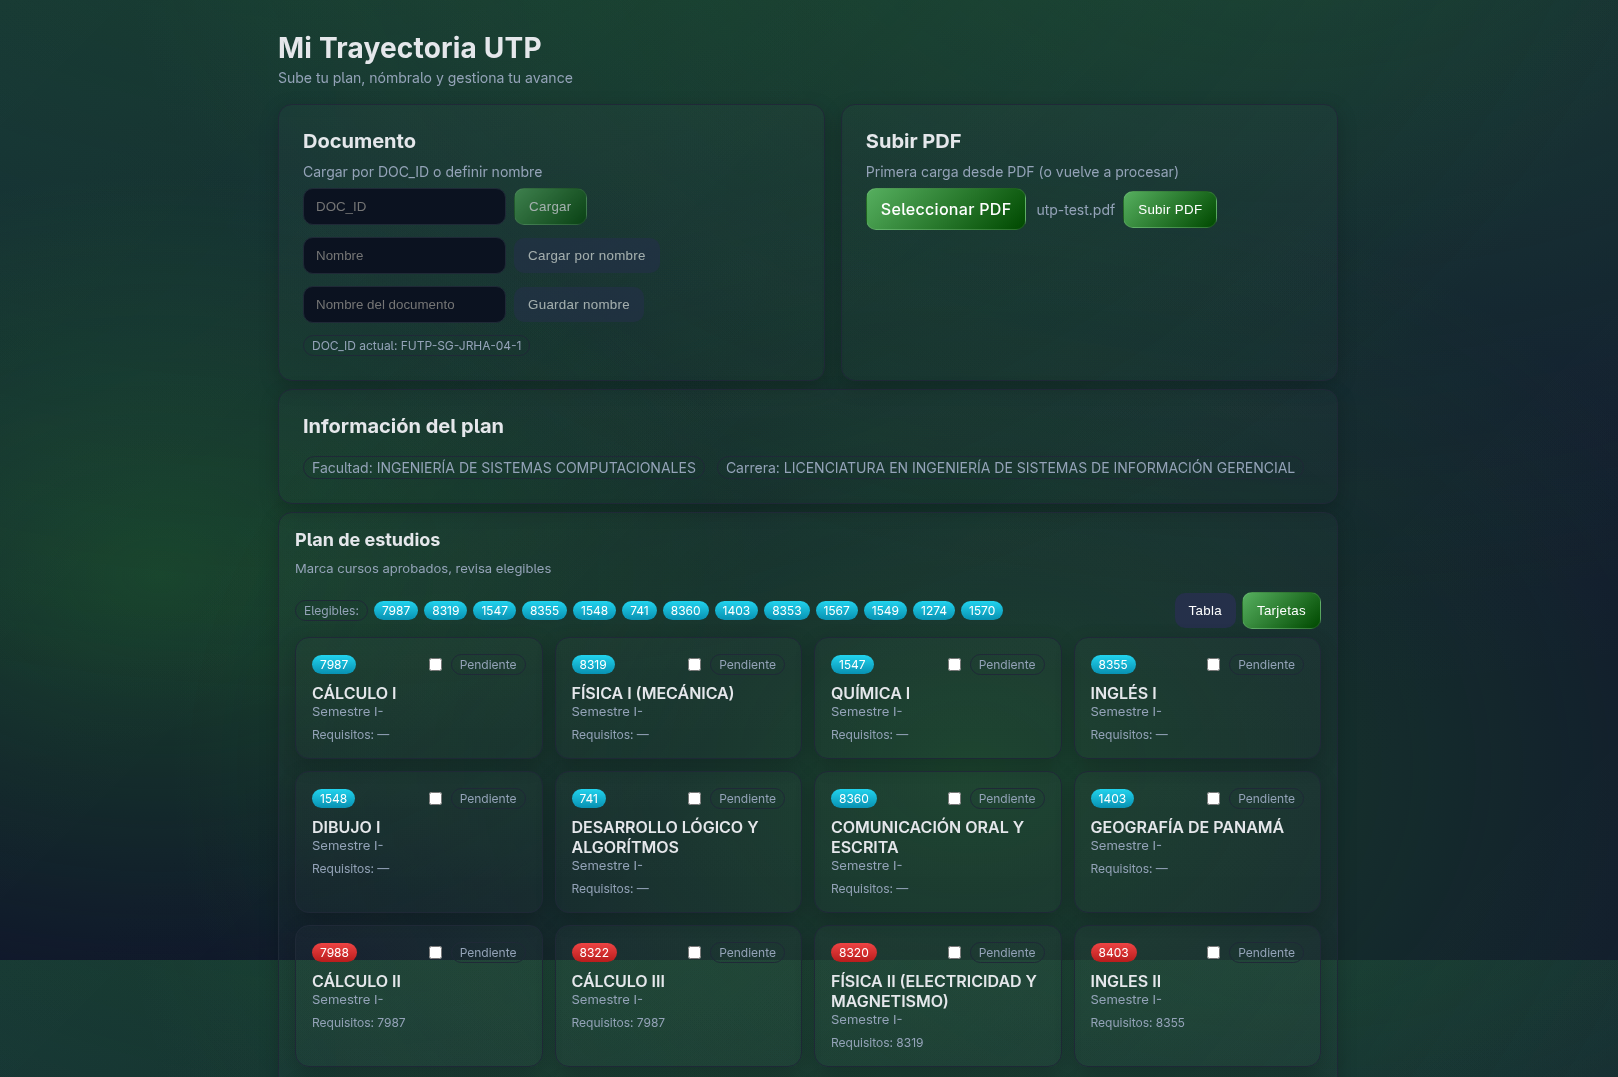 Mi Trayectoria UTP
Sube tu plan, nómbralo y gestiona tu avance
Documento
Cargar por DOC_ID o definir nombre
DOC_ID Cargar
Nombre Cargar por nombre
Nombre del documento Guardar nombre
DOC_ID actual: FUTP-SG-JRHA-04-1
Subir PDF
Primera carga desde PDF (o vuelve a procesar)
Seleccionar PDF utp-test.pdf Subir PDF
Información del plan
Facultad: INGENIERÍA DE SISTEMAS COMPUTACIONALES Carrera: LICENCIATURA EN INGENIERÍA DE SISTEMAS DE INFORMACIÓN GERENCIAL
Plan de estudios
Marca cursos aprobados, revisa elegibles
Elegibles: 7987 8319 1547 8355 1548 741 8360 1403 8353 1567 1549 1274 1570 Tabla Tarjetas
7987 Pendiente
CÁLCULO I
Semestre I-
Requisitos: —
8319 Pendiente
FÍSICA I (MECÁNICA)
Semestre I-
Requisitos: —
1547 Pendiente
QUÍMICA I
Semestre I-
Requisitos: —
8355 Pendiente
INGLÉS I
Semestre I-
Requisitos: —
1548 Pendiente
DIBUJO I
Semestre I-
Requisitos: —
741 Pendiente
DESARROLLO LÓGICO Y
ALGORÍTMOS
Semestre I-
Requisitos: —
8360 Pendiente
COMUNICACIÓN ORAL Y
ESCRITA
Semestre I-
Requisitos: —
1403 Pendiente
GEOGRAFÍA DE PANAMÁ
Semestre I-
Requisitos: —
7988 Pendiente
CÁLCULO II
Semestre I-
Requisitos: 7987
8322 Pendiente
CÁLCULO III
Semestre I-
Requisitos: 7987
8320 Pendiente
FÍSICA II (ELECTRICIDAD Y
MAGNETISMO)
Semestre I-
Requisitos: 8319
8403 Pendiente
INGLES II
Semestre I-
Requisitos: 8355